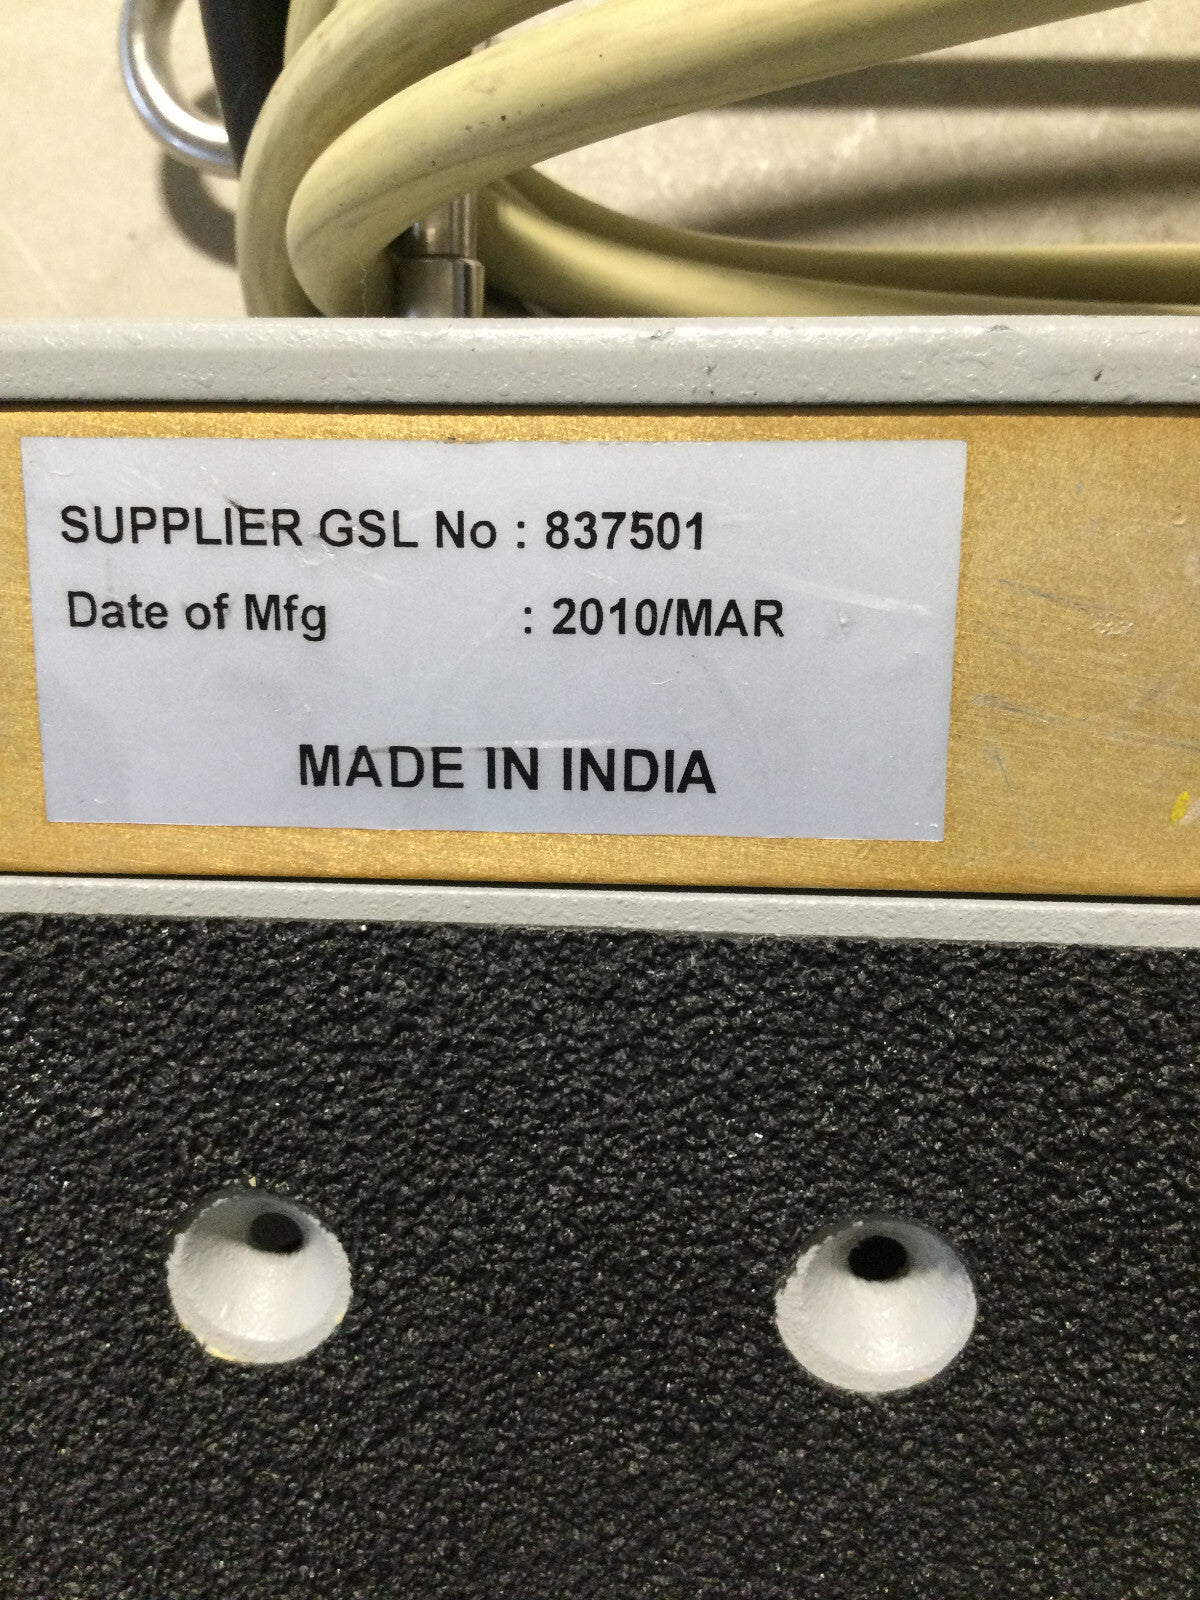 SUPPLIER GSL No : 837501
Date of Mfg : 2010/MAR
MADE IN INDIA